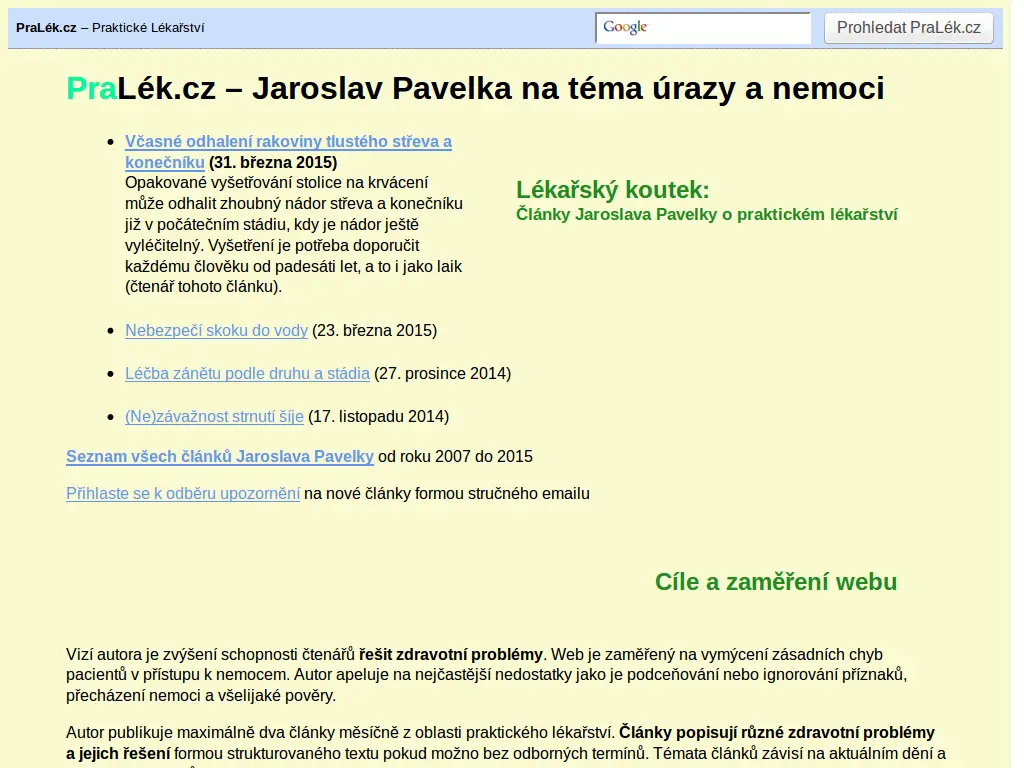 PraLék.cz – Praktické Lékařství
Google
Prohledat PraLék.cz
PraLék.cz – Jaroslav Pavelka na téma úrazy a nemoci
Včasné odhalení rakoviny tlustého střeva a
konečníku (31. března 2015)
Opakované vyšetřování stolice na krvácení
může odhalit zhoubný nádor střeva a konečníku
již v počátečním stádiu, kdy je nádor ještě
vyléčitelný. Vyšetření je potřeba doporučit
každému člověku od padesáti let, a to i jako laik
(čtenář tohoto článku).
Lékařský koutek:
Články Jaroslava Pavelky o praktickém lékařství
Nebezpečí skoku do vody (23. března 2015)
Léčba zánětu podle druhu a stádia (27. prosince 2014)
(Ne)závažnost strnutí šíje (17. listopadu 2014)
Seznam všech článků Jaroslava Pavelky od roku 2007 do 2015
Přihlaste se k odběru upozornění na nové články formou stručného emailu
Cíle a zaměření webu
Vizí autora je zvýšení schopnosti čtenářů řešit zdravotní problémy. Web je zaměřený na vymýcení zásadních chyb
pacientů v přístupu k nemocem. Autor apeluje na nejčastější nedostatky jako je podceňování nebo ignorování příznaků,
přecházení nemoci a všelijaké pověry.
Autor publikuje maximálně dva články měsíčně z oblasti praktického lékařství. Články popisují různé zdravotní problémy
a jejich řešení formou strukturovaného textu pokud možno bez odborných termínů. Témata článků závisí na aktuálním dění a